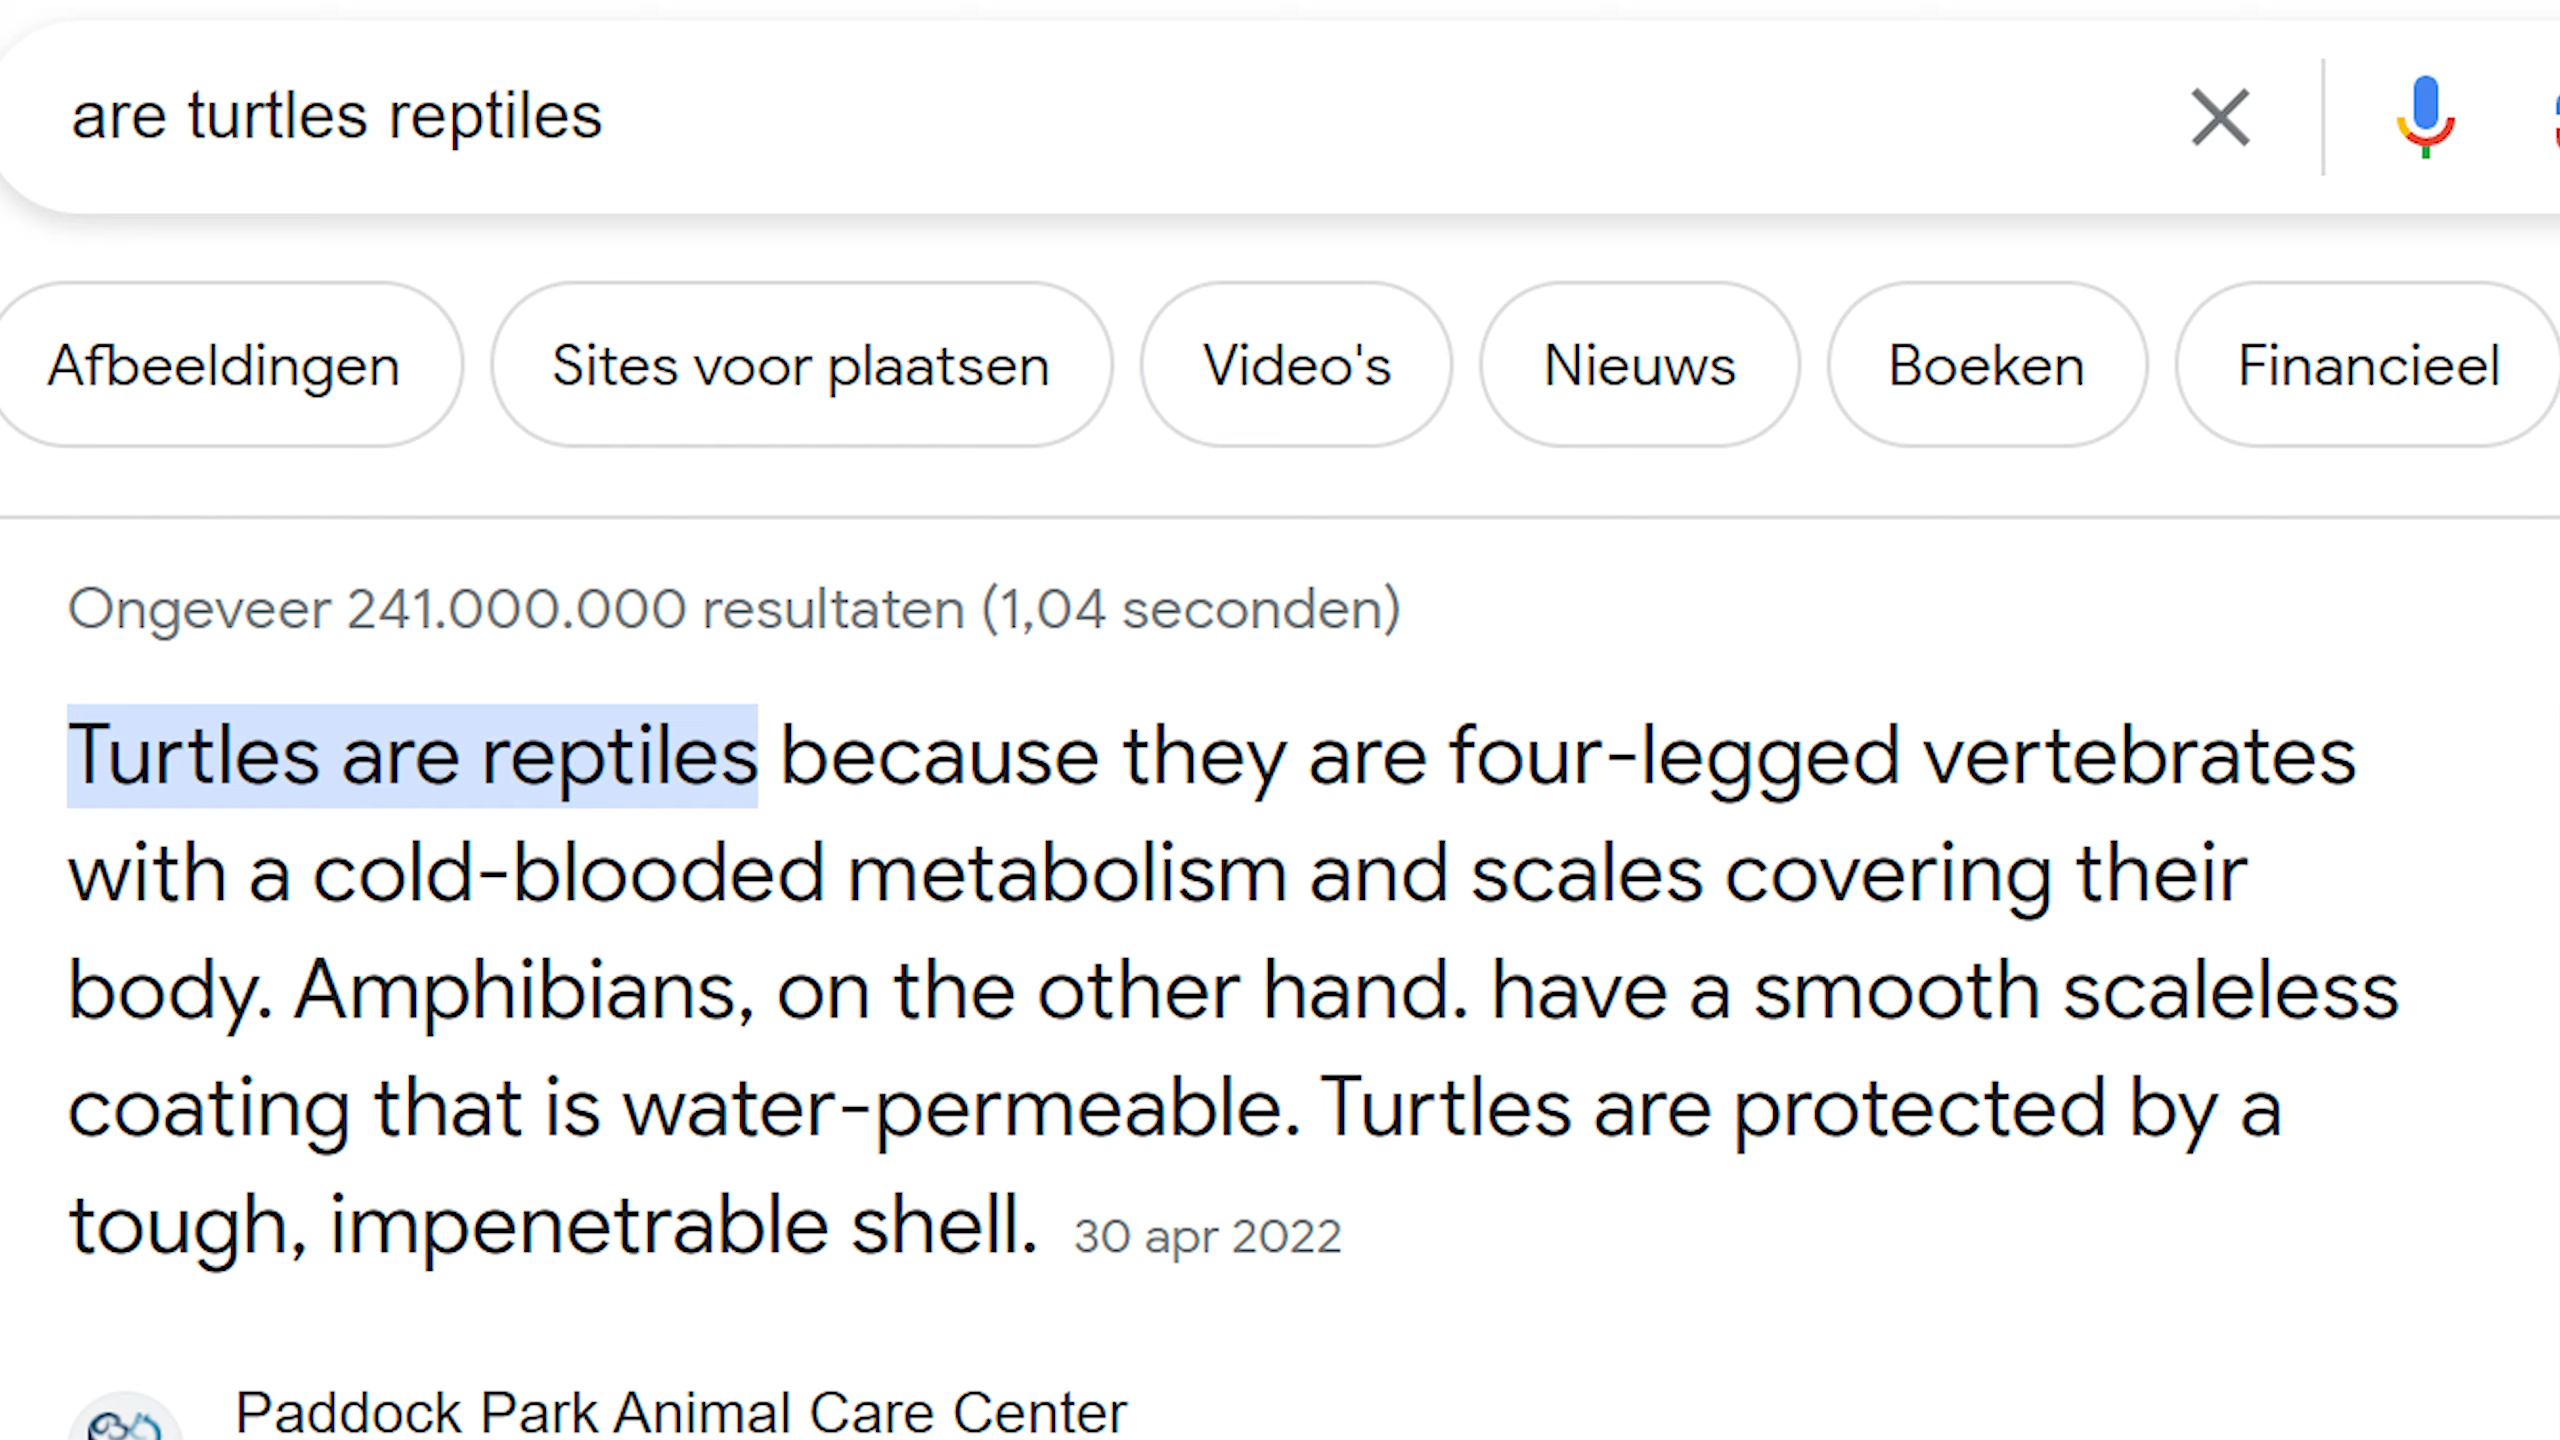 are turtles reptiles
Afbeeldingen Sites voor plaatsen Video's Nieuws Boeken Financieel
Ongeveer 241.000.000 resultaten (1,04 seconden)
Turtles are reptiles because they are four-legged vertebrates
with a cold-blooded metabolism and scales covering their
body. Amphibians, on the other hand. have a smooth scaleless
coating that is water-permeable. Turtles are protected by a
tough, impenetrable shell. 30 apr 2022
Paddock Park Animal Care Center